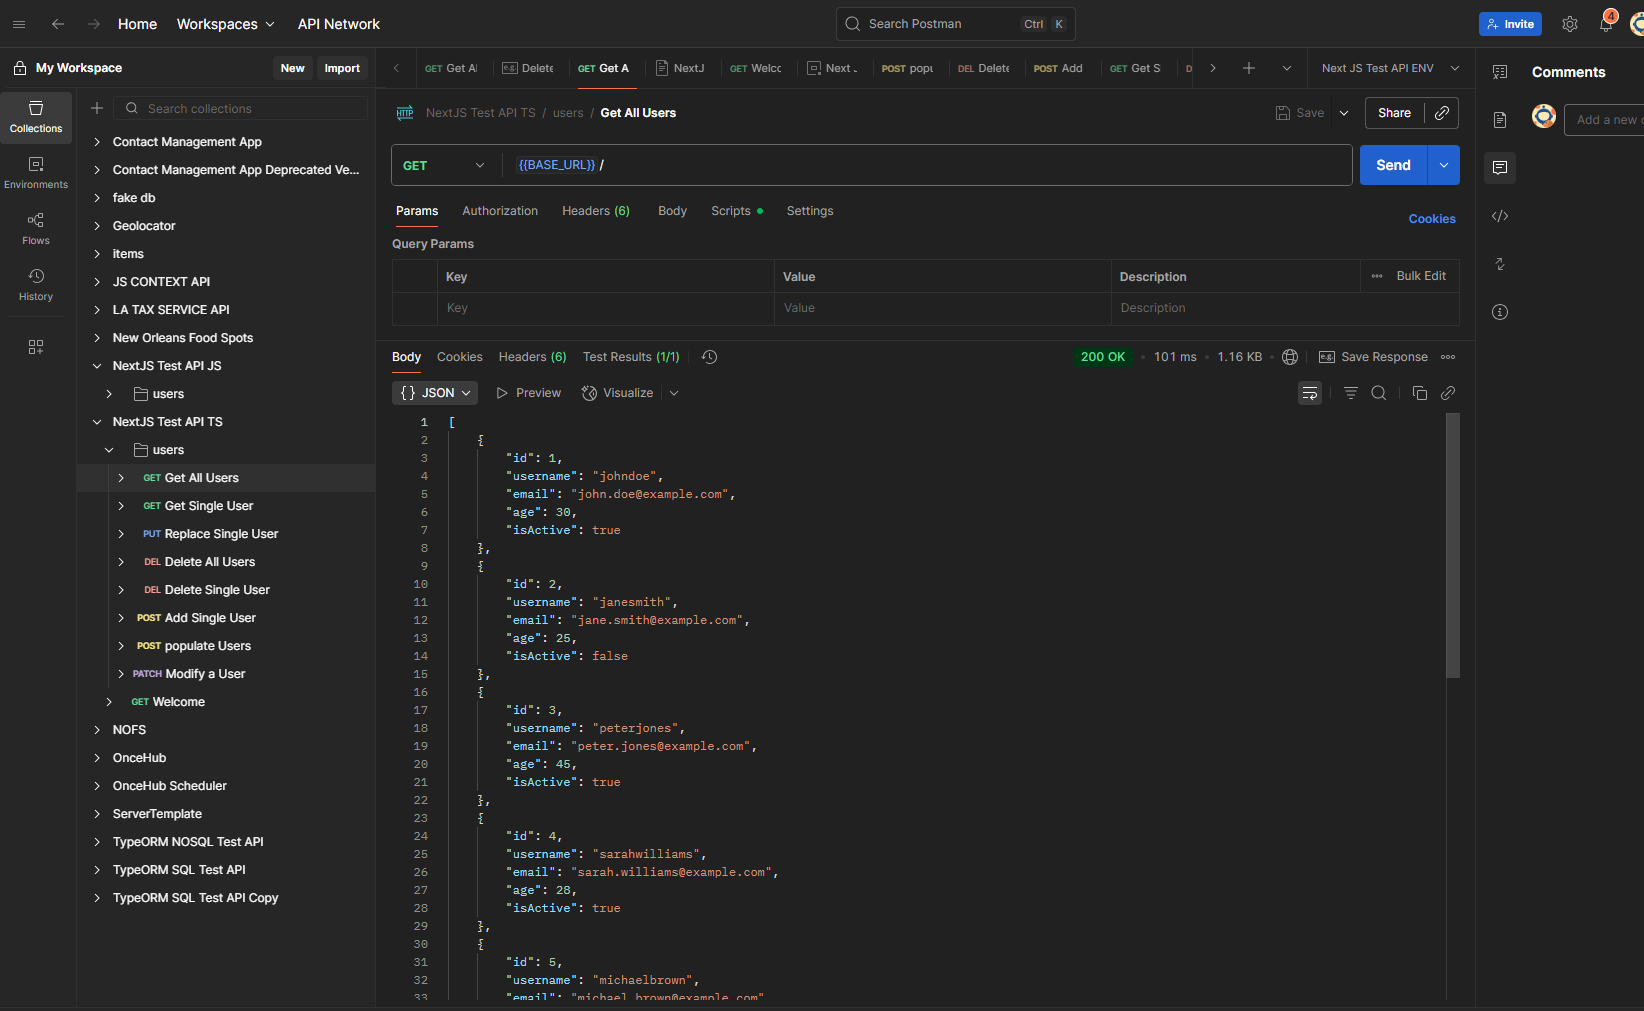 Home
Workspaces
API Network
Search Postman
Ctrl K
Invite
4
My Workspace
New
Import
GET Get Al
e.g. Delete
GET Get A
NextJ
GET Welcc
Next .
POST popu
DEL Delete
POST Add
GET Get S
D
Next JS Test API ENV
Comments
Collections
Environments
Flows
History
Search collections
Contact Management App
Contact Management App Deprecated Ve...
fake db
Geolocator
items
JS CONTEXT API
LA TAX SERVICE API
New Orleans Food Spots
NextJS Test API JS
users
NextJS Test API TS
users
GET Get All Users
GET Get Single User
PUT Replace Single User
DEL Delete All Users
DEL Delete Single User
POST Add Single User
POST populate Users
PATCH Modify a User
GET Welcome
NOFS
OnceHub
OnceHub Scheduler
ServerTemplate
TypeORM NOSQL Test API
TypeORM SQL Test API
TypeORM SQL Test API Copy
HTTP NextJS Test API TS / users / Get All Users
Save
Share
Add a new c
GET
{{BASE_URL}} /
Send
Params
Authorization
Headers (6)
Body
Scripts
Settings
Cookies
Query Params
Key Value Description ••• Bulk Edit
Key Value Description
Body
Cookies
Headers (6)
Test Results (1/1)
200 OK • 101 ms • 1.16 KB •
e.g. Save Response
{} JSON
Preview
Visualize
1 [
2 {
3 "id": 1,
4 "username": "johndoe",
5 "email": "john.doe@example.com",
6 "age": 30,
7 "isActive": true
8 },
9 {
10 "id": 2,
11 "username": "janesmith",
12 "email": "jane.smith@example.com",
13 "age": 25,
14 "isActive": false
15 },
16 {
17 "id": 3,
18 "username": "peterjones",
19 "email": "peter.jones@example.com",
20 "age": 45,
21 "isActive": true
22 },
23 {
24 "id": 4,
25 "username": "sarahwilliams",
26 "email": "sarah.williams@example.com",
27 "age": 28,
28 "isActive": true
29 },
30 {
31 "id": 5,
32 "username": "michaelbrown",
33 "email": "michael.brown@example.com"